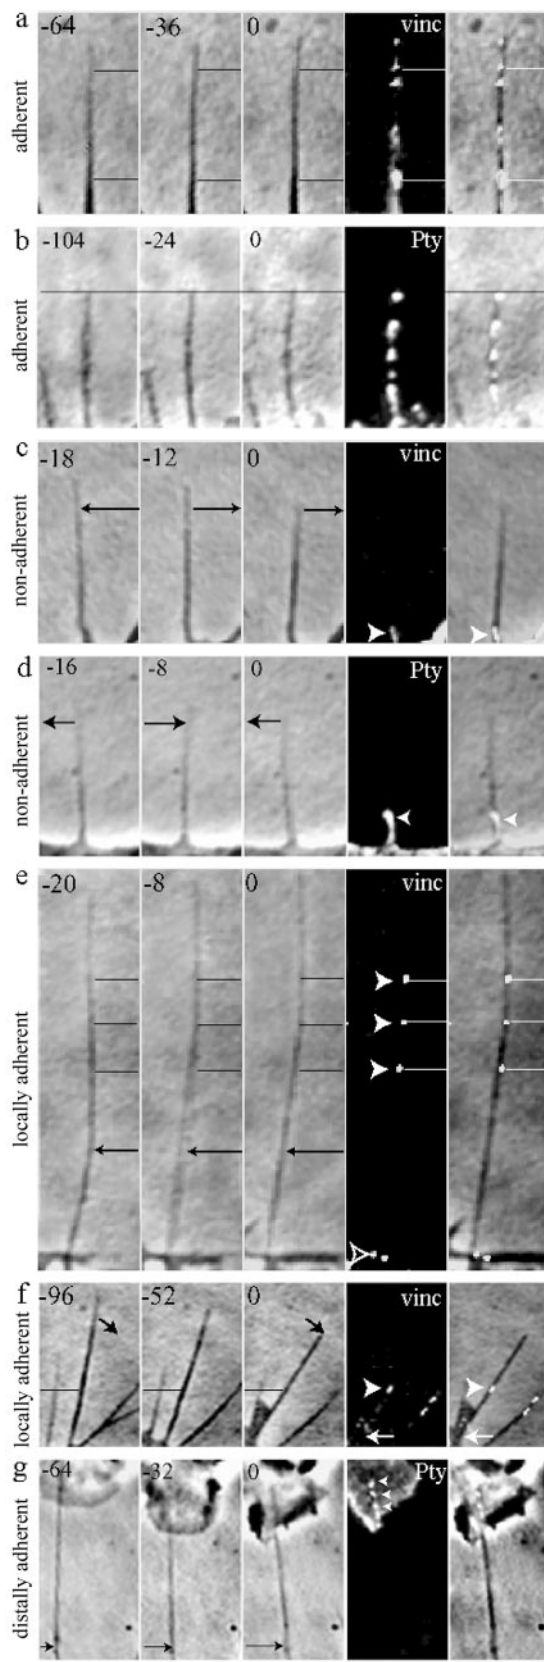 a
-64 -36 0 vinc
adherent
b
-104 -24 0 Pty
adherent
c
-18 -12 0 vinc
non-adherent
d
-16 -8 0 Pty
non-adherent
e
-20 -8 0 vinc
locally adherent
f
-96 -52 0 vinc
locally adherent
g
-64 -32 0 Pty
distally adherent